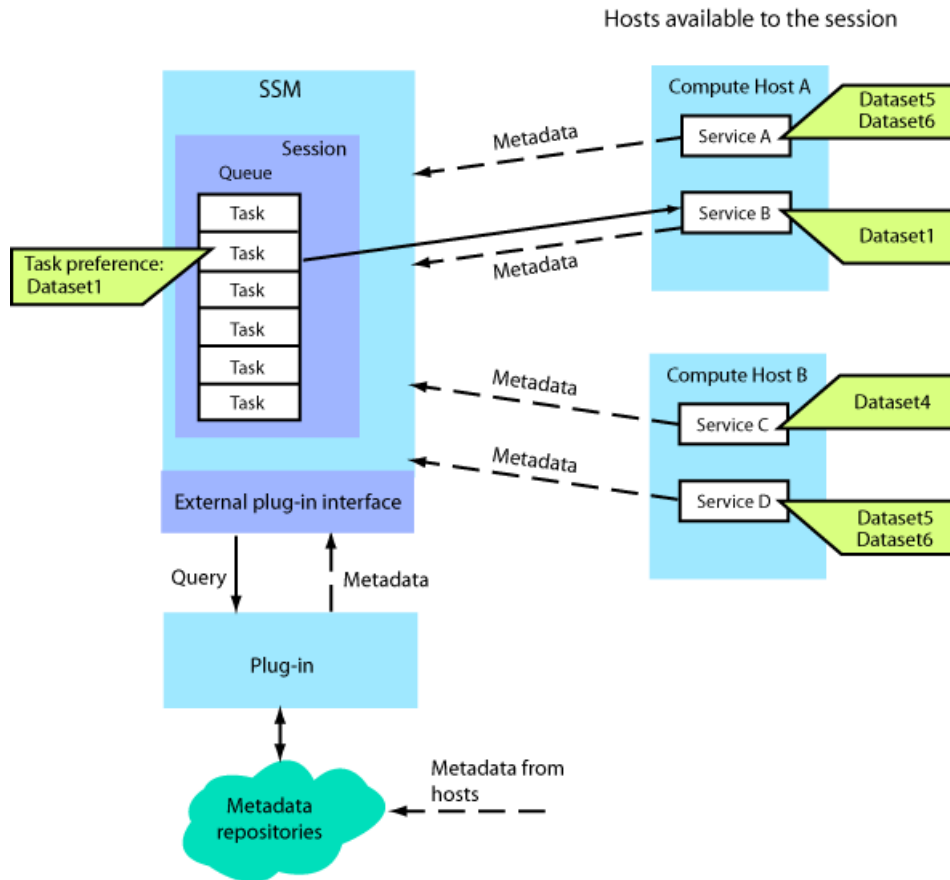 Hosts available to the session
SSM
Session
Queue
Task
Task
Task
Task
Task
Task
Task preference:
Dataset1
Metadata
Metadata
Metadata
Metadata
Compute Host A
Service A
Dataset5
Dataset6
Service B
Dataset1
Compute Host B
Service C
Dataset4
Service D
Dataset5
Dataset6
External plug-in interface
Query
Metadata
Plug-in
Metadata
repositories
Metadata from
hosts